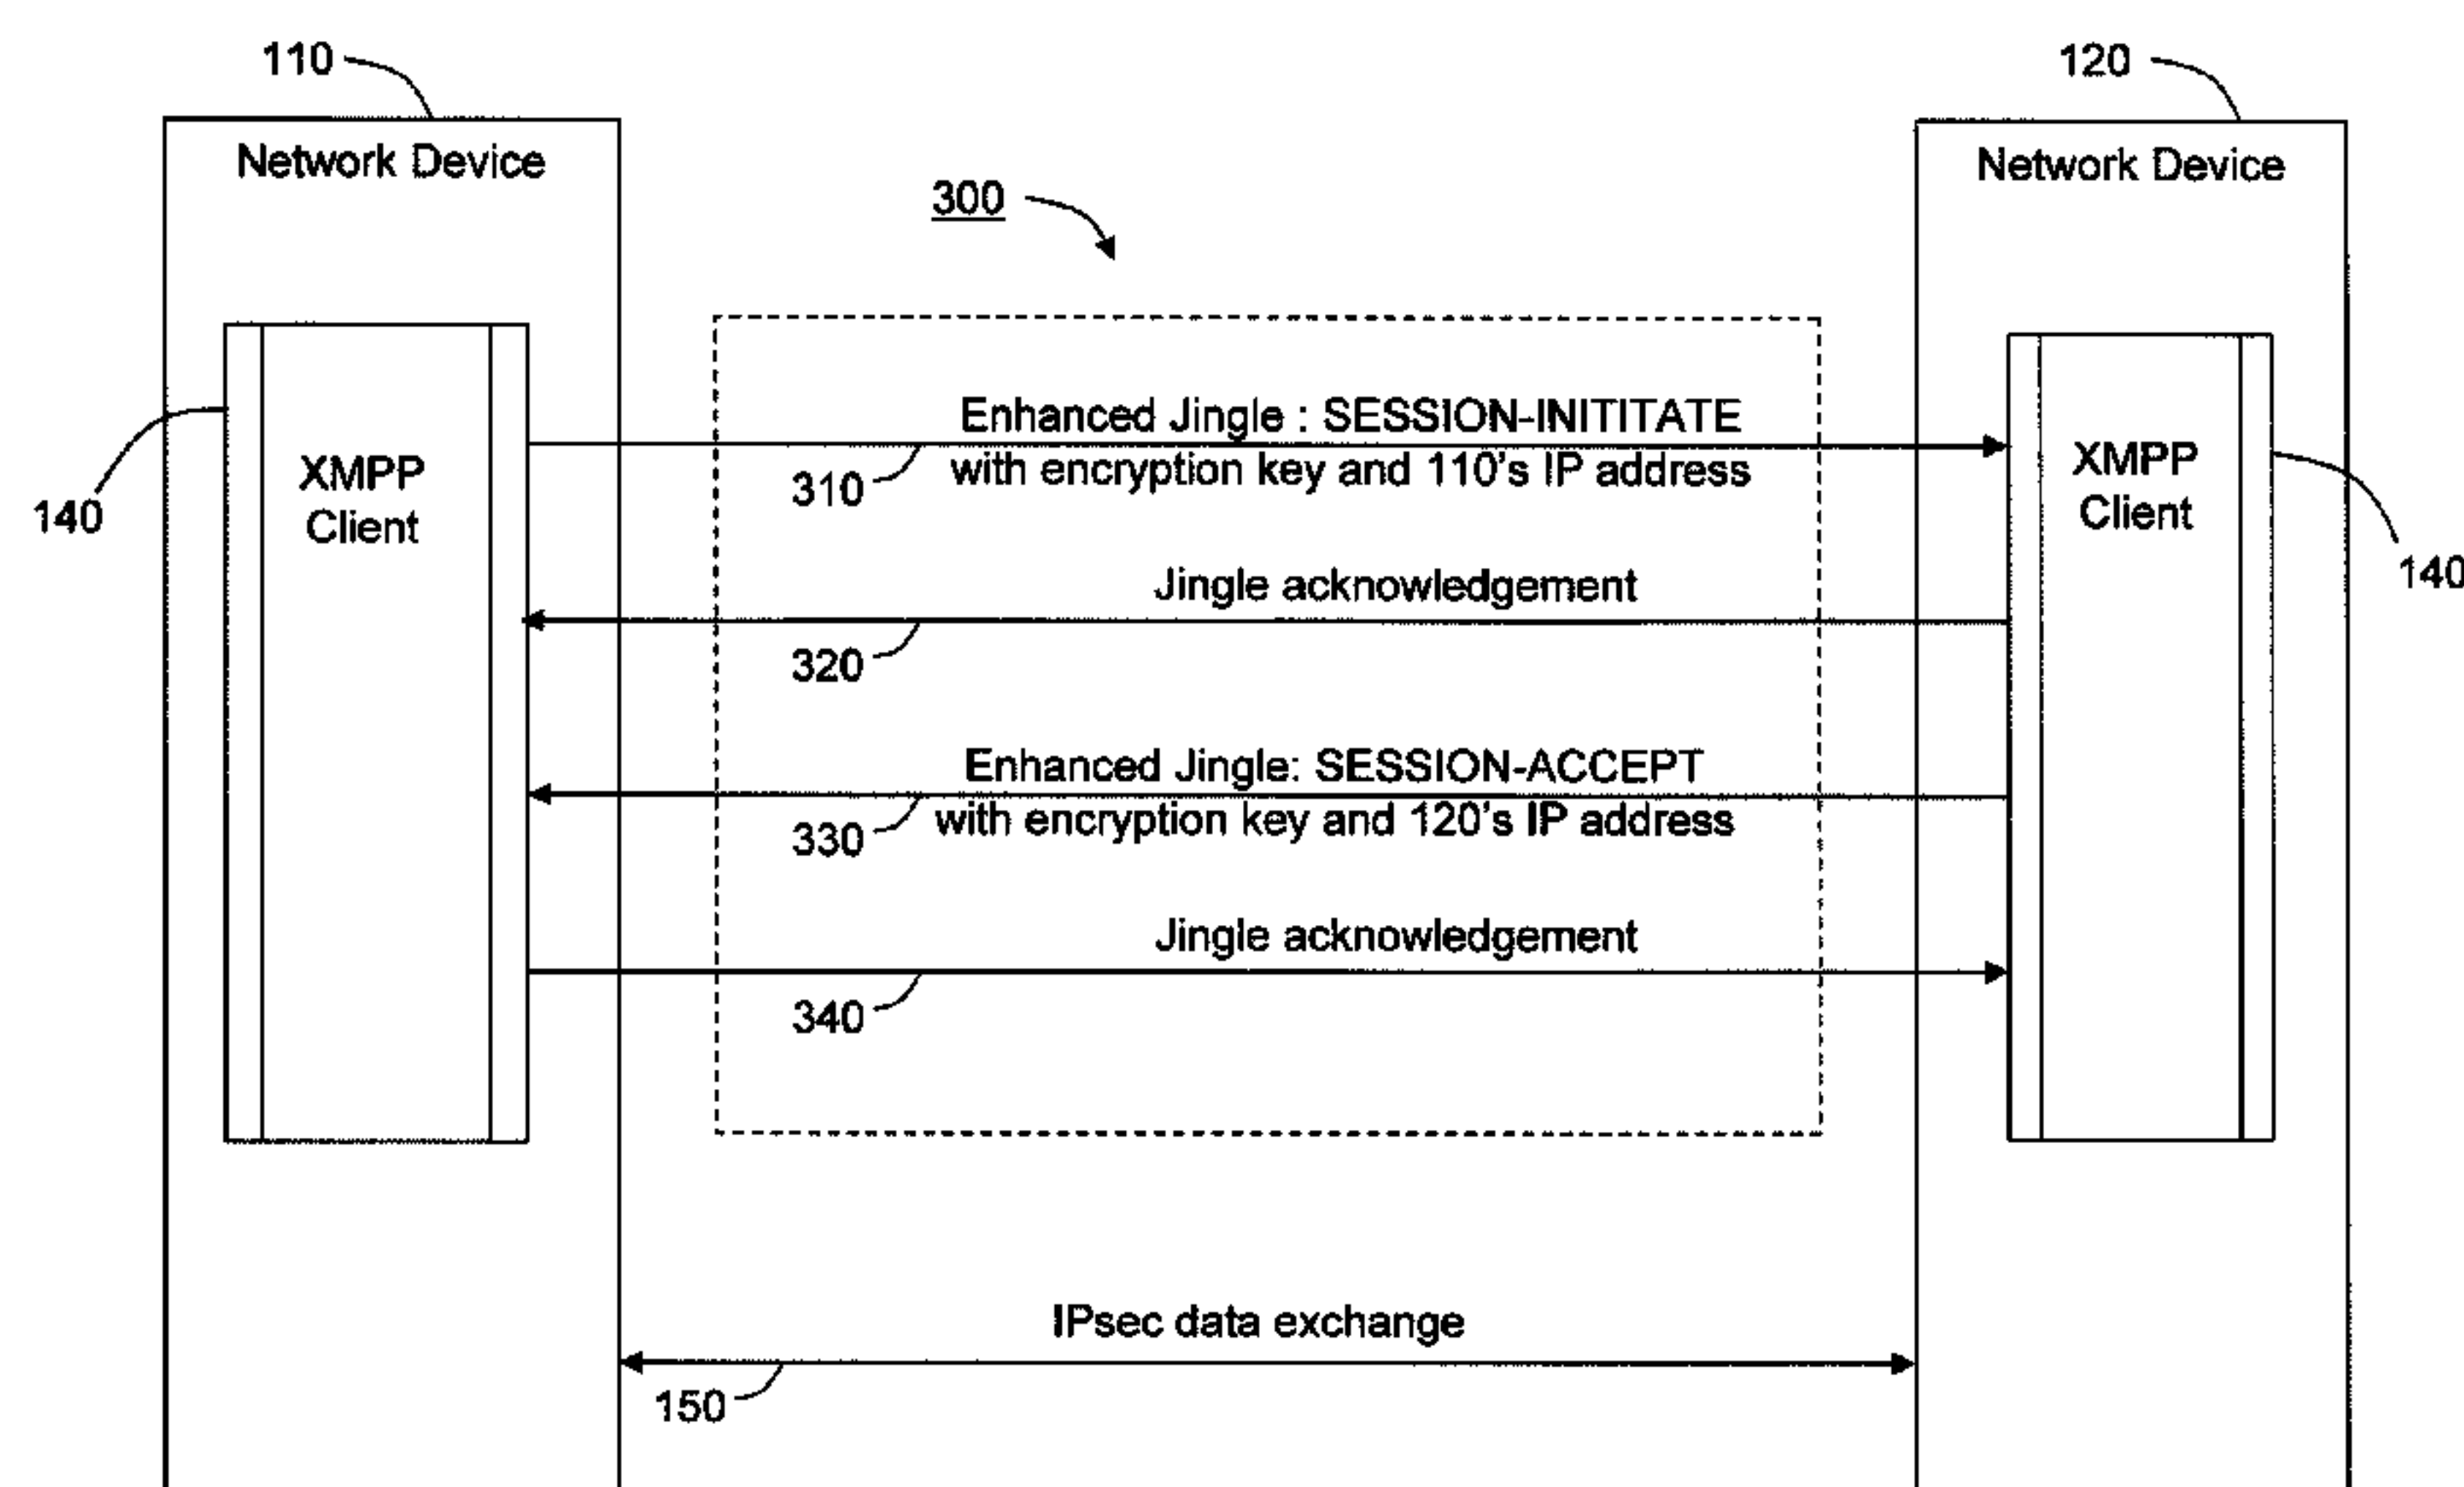 110
120
Network Device
Network Device
300
Enhanced Jingle : SESSION-INITITATE
with encryption key and 110's IP address
310
XMPP
Client
XMPP
Client
140
140
Jingle acknowledgement
320
Enhanced Jingle: SESSION-ACCEPT
with encryption key and 120's IP address
330
Jingle acknowledgement
340
IPsec data exchange
150